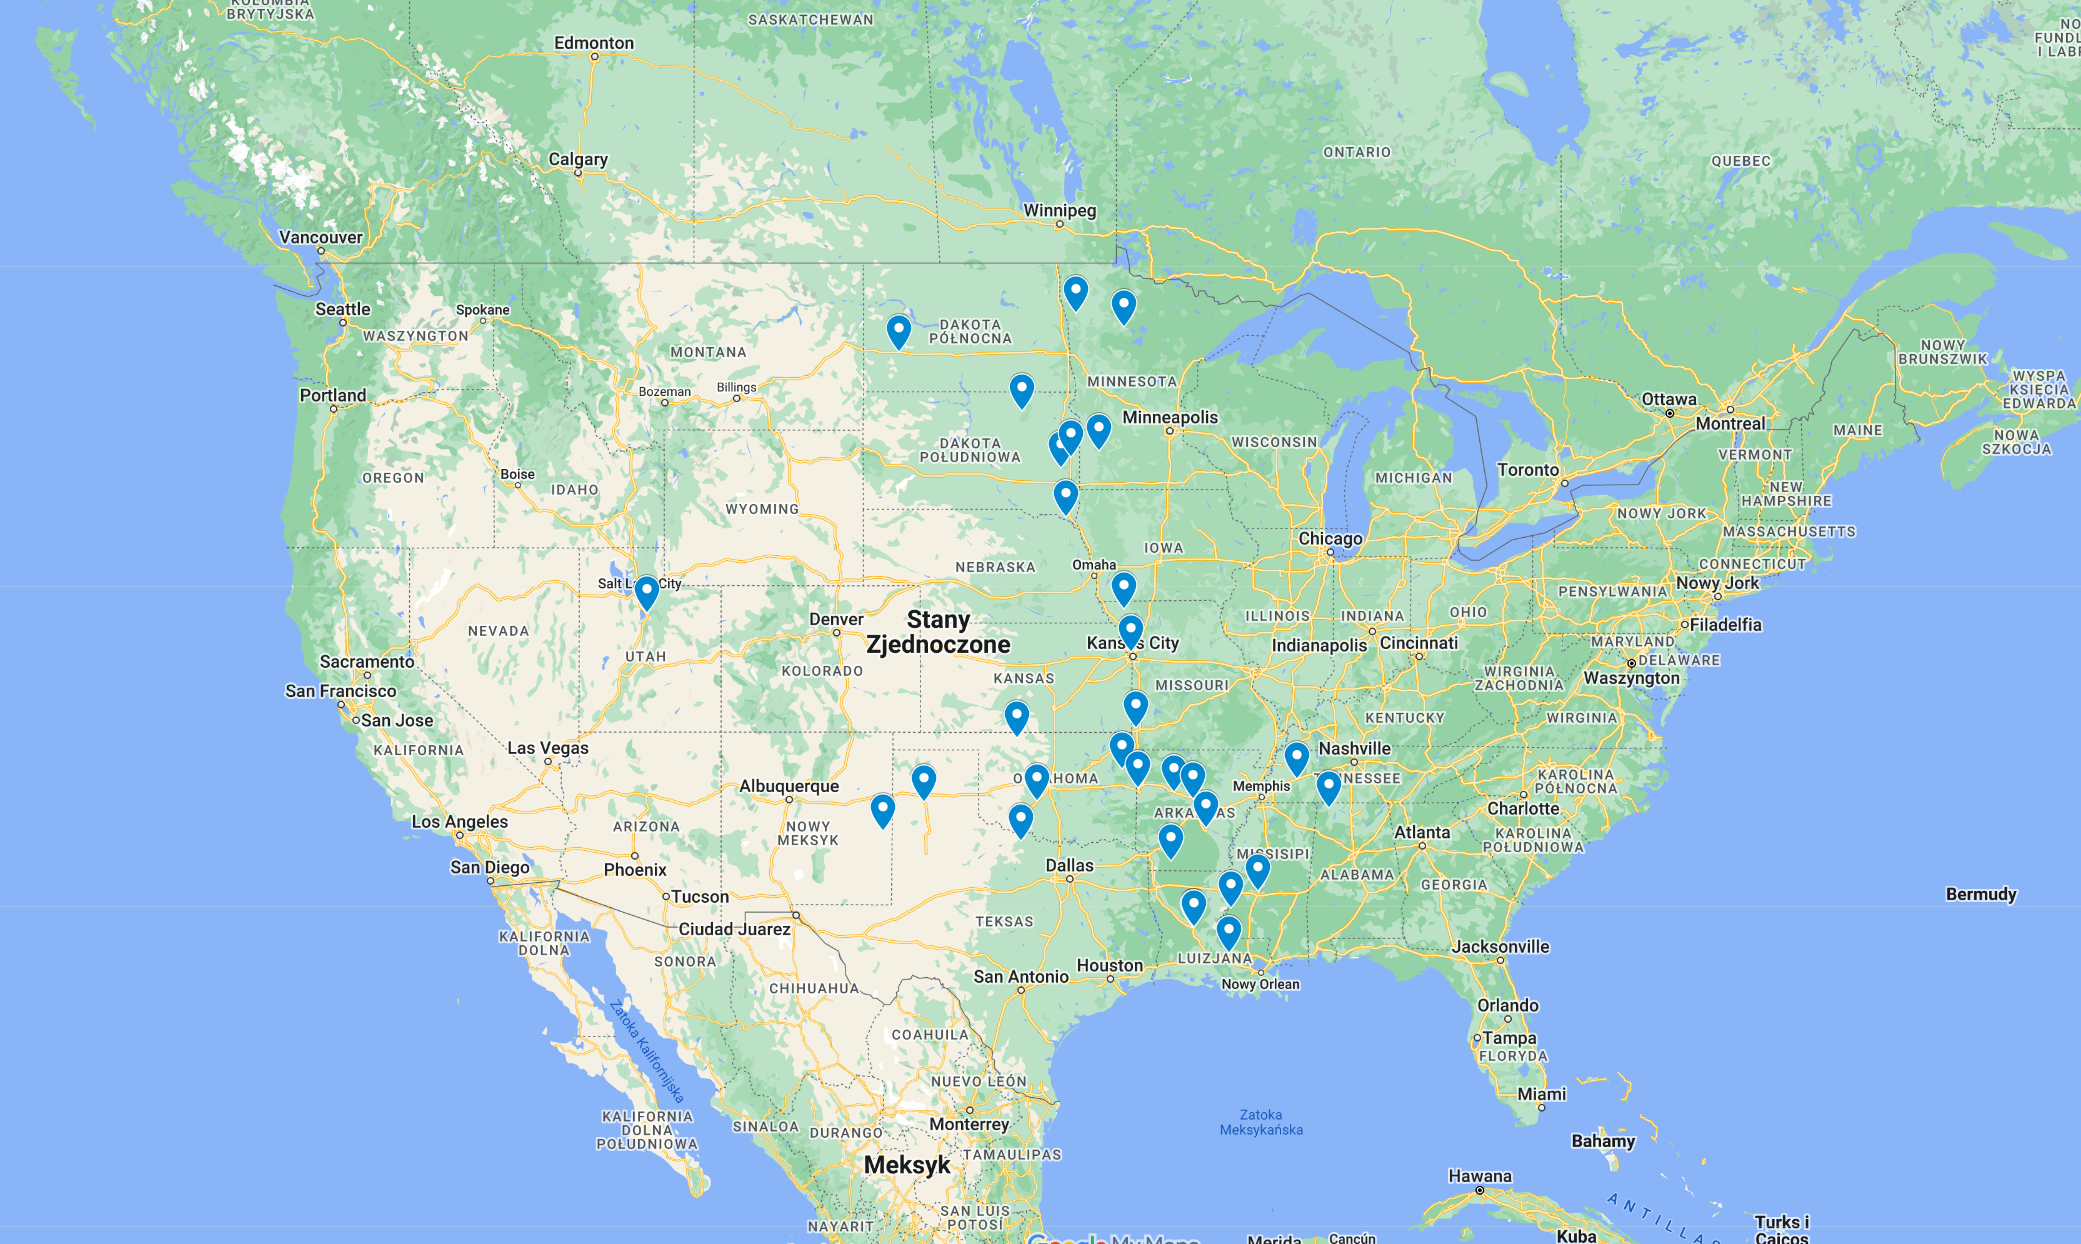 KOLUMBIA
BRYTYJSKA
SASKATCHEWAN
Edmonton
NO
FUNDL
I LABR
Calgary
ONTARIO
QUEBEC
Winnipeg
Vancouver
Seattle
Spokane
WASZYNGTON
DAKOTA
PÓŁNOCNA
MONTANA
NOWY
BRUNSZWIK
Bozeman
Billings
MINNESOTA
WYSPA
KSIĘCIA
EDWARDA
Portland
Ottawa
Minneapolis
Montreal
MAINE
NOWA
SZKOCJA
DAKOTA
POŁUDNIOWA
WISCONSIN
VERMONT
OREGON
Boise
IDAHO
Toronto
MICHIGAN
NEW
HAMPSHIRE
WYOMING
NOWY JORK
MASSACHUSETTS
Chicago
IOWA
NEBRASKA
Omaha
CONNECTICUT
Salt L City
Nowy Jork
PENSYLWANIA
Stany
Zjednoczone
Denver
ILLINOIS
INDIANA
OHIO
Filadelfia
NEVADA
Kansas City
Indianapolis
Cincinnati
MARYLAND
DELAWARE
Sacramento
UTAH
KOLORADO
KANSAS
MISSOURI
WIRGINIA
ZACHODNIA
Waszyngton
San Francisco
San Jose
KENTUCKY
WIRGINIA
KALIFORNIA
Las Vegas
Nashville
Albuquerque
O AHOMA
Memphis
NNESSEE
KAROLINA
PÓŁNOCNA
Los Angeles
ARIZONA
NOWY
MEKSYK
ARKA AS
Charlotte
Atlanta
KAROLINA
POŁUDNIOWA
San Diego
Phoenix
Dallas
MISISIPI
ALABAMA
GEORGIA
Tucson
Bermudy
TEKSAS
Ciudad Juarez
KALIFORNIA
DOLNA
Jacksonville
SONORA
LUIZJANA
Houston
San Antonio
Nowy Orlean
CHIHUAHUA
Orlando
Zatoka Kalifornijska
COAHUILA
Tampa
FLORYDA
NUEVO LEÓN
Miami
KALIFORNIA
DOLNA
POŁUDNIOWA
SINALOA
DURANGO
Monterrey
Zatoka
Meksykańska
Bahamy
Meksyk
TAMAULIPAS
Hawana
SAN LUIS
POTOSÍ
NAYARIT
ANTILLA
Turks i
Caicos
Google My Maps
Merida
Cancún
Kuba